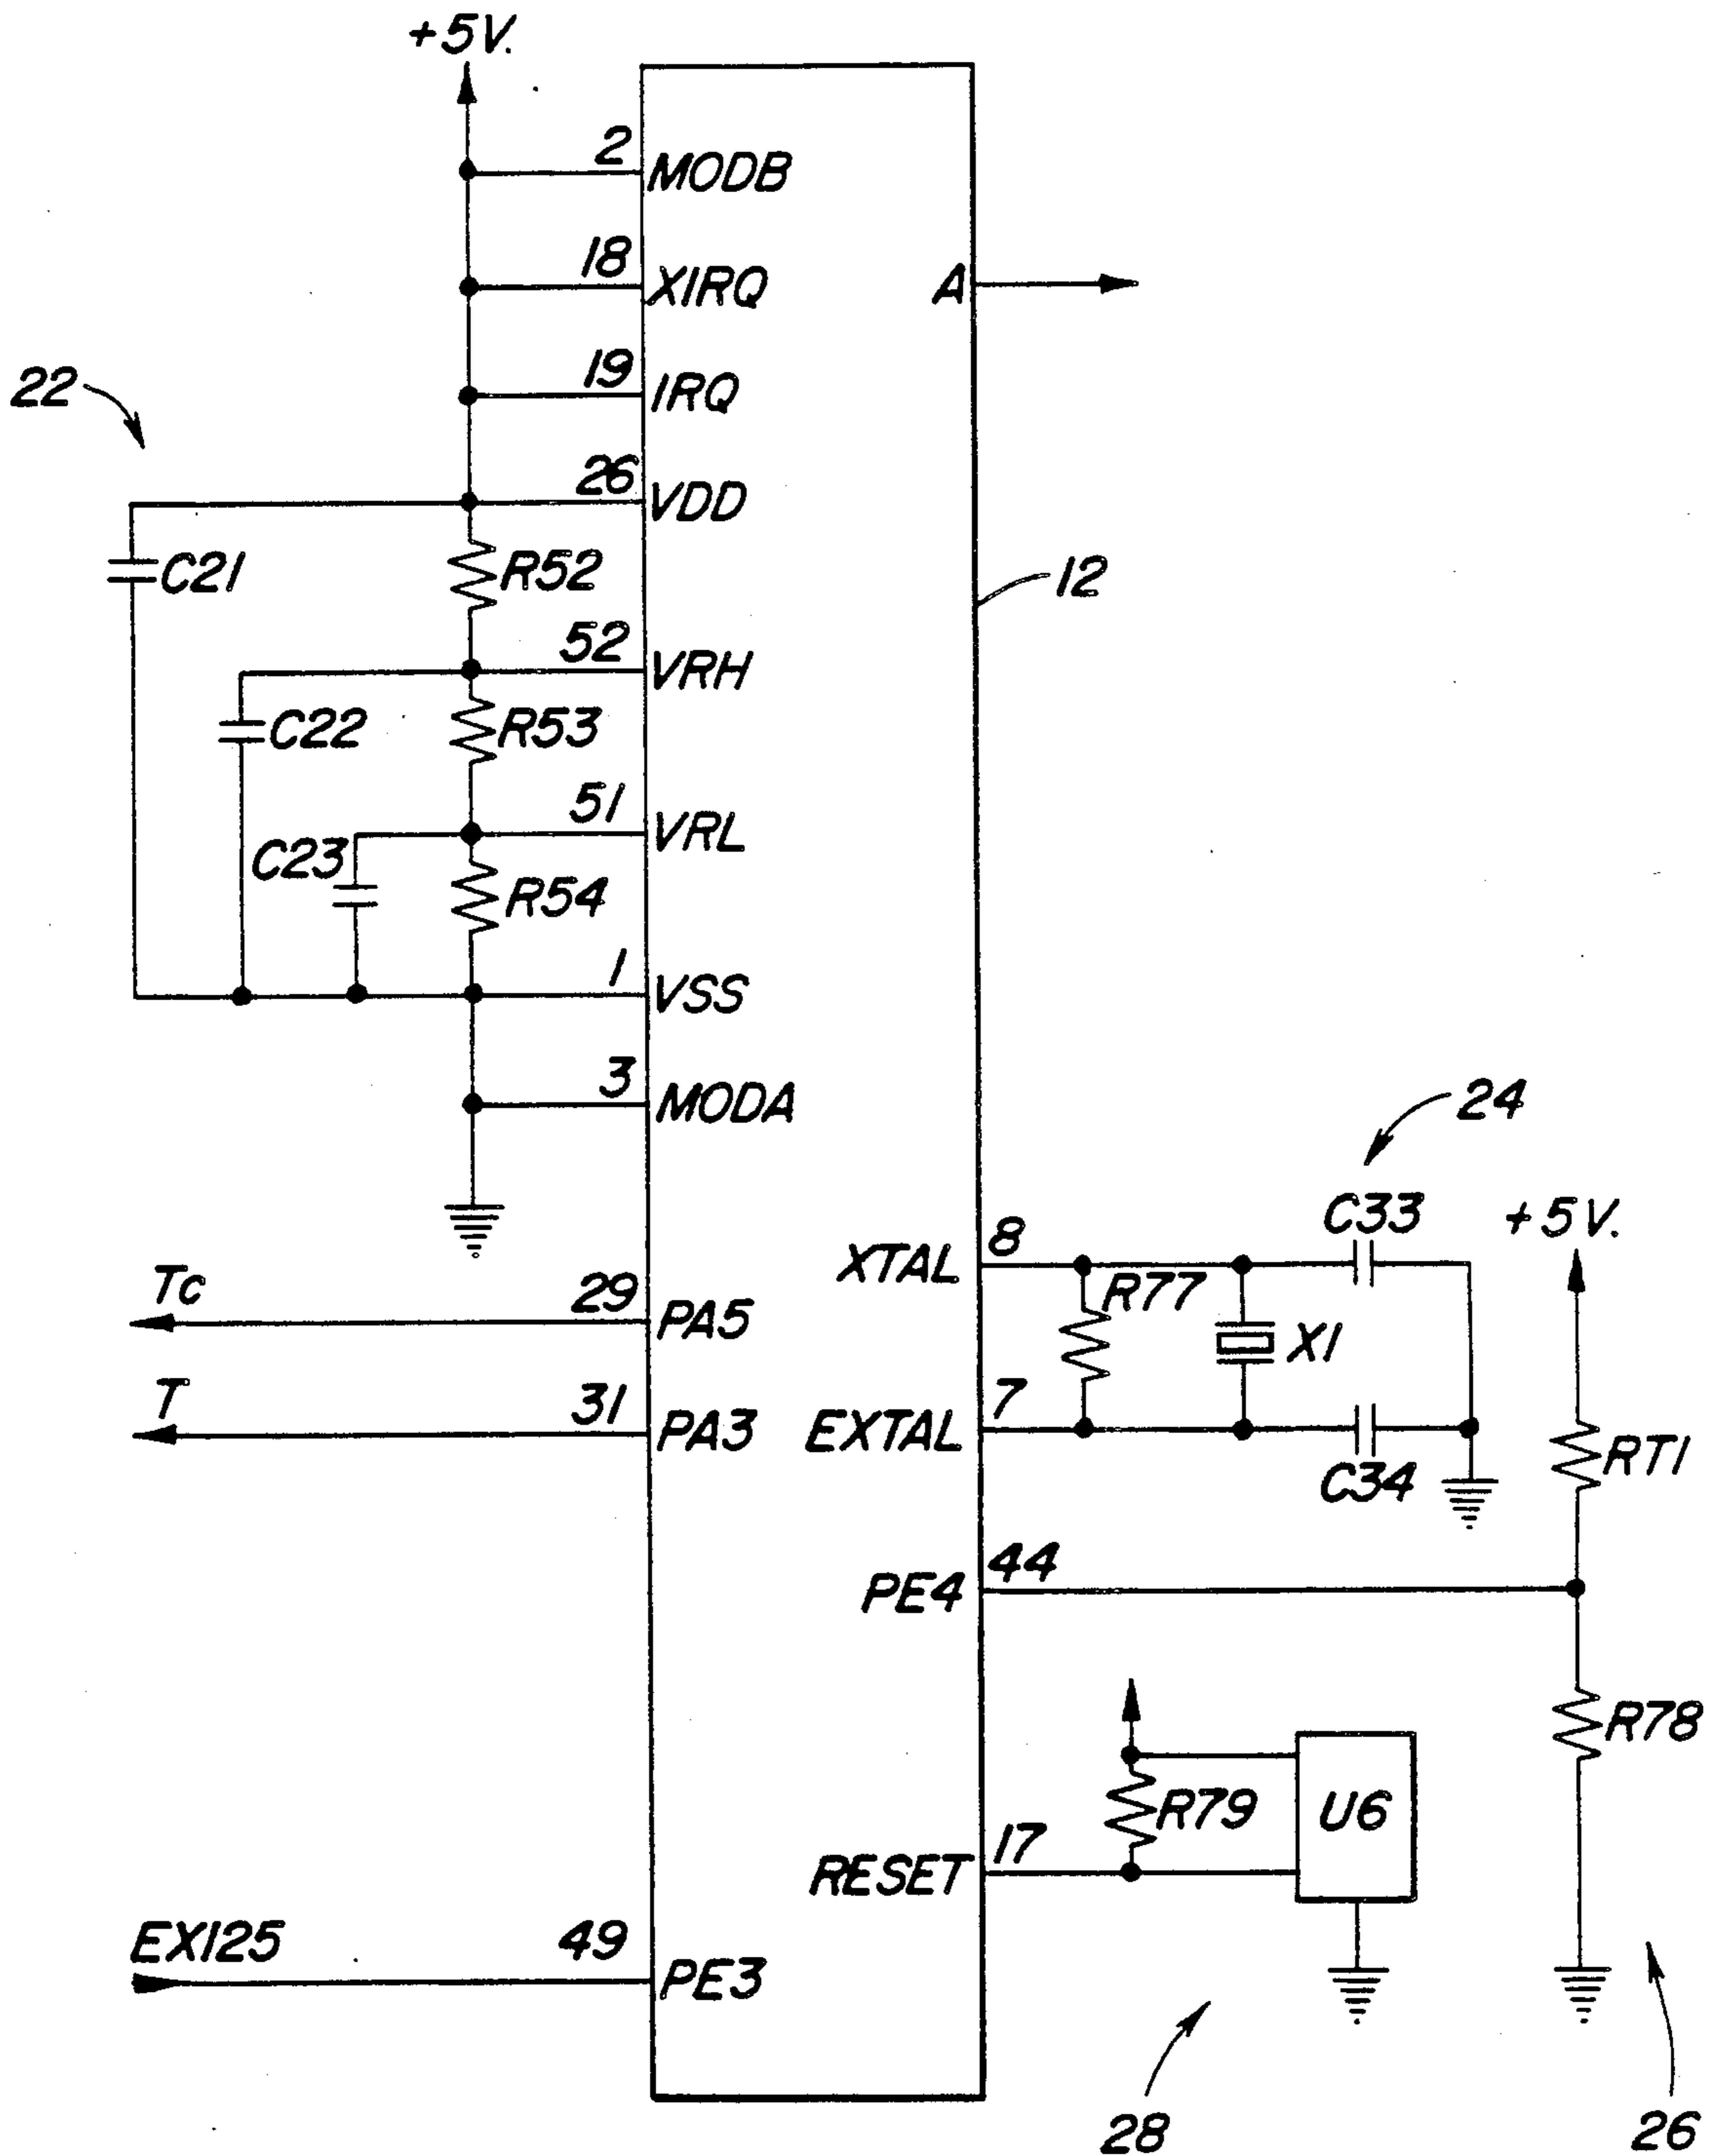 +5V.
2
MODB
18
XIRQ
A
19
IRQ
22
26
VDD
C21
R52
12
52
VRH
C22
R53
51
VRL
C23
R54
1
VSS
3
MODA
24
C33
+5V.
8
XTAL
R77
Tc
29
PA5
X1
T
31
PA3
7
EXTAL
C34
RT1
44
PE4
R78
R79
U6
17
RESET
EX125
49
PE3
28
26